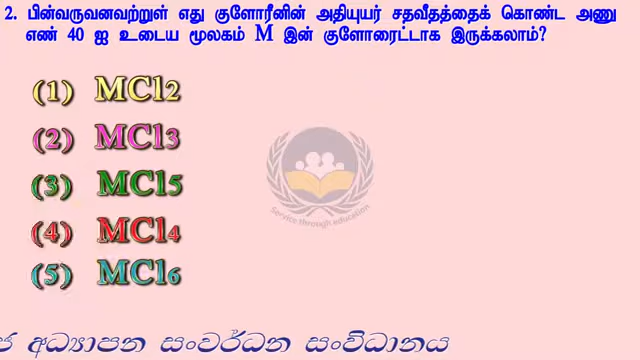 2. பின்வருவனவற்றுள் எது குளோரீனின் அதியுயர் சதவீதத்தைக் கொண்ட அணு
எண் 40 ஐ உடைய மூலகம் M இன் குளோரைட்டாக இருக்கலாம்?
(1) MCl2
(2) MCl3
(3) MCl5
(4) MCl4
(5) MCl6
Service through education
අධ්‍යාපන සංවර්ධන සංවිධානය